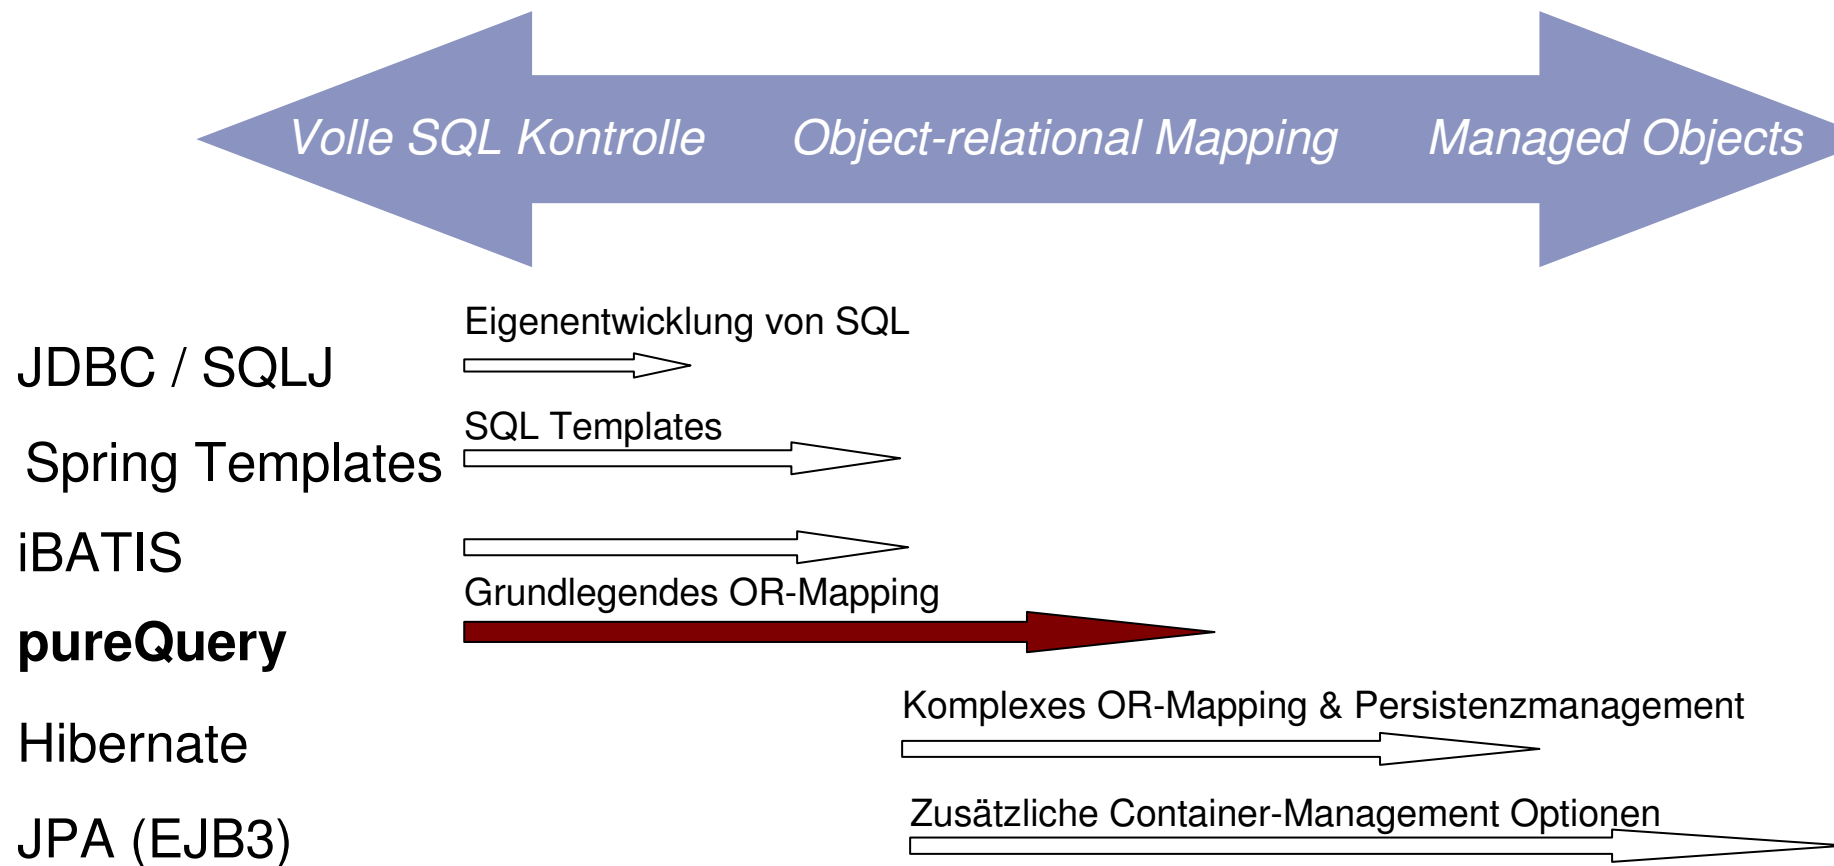 Volle SQL Kontrolle Object-relational Mapping Managed Objects
Eigenentwicklung von SQL
JDBC / SQLJ
SQL Templates
Spring Templates
iBATIS
Grundlegendes OR-Mapping
pureQuery
Komplexes OR-Mapping & Persistenzmanagement
Hibernate
Zusätzliche Container-Management Optionen
JPA (EJB3)